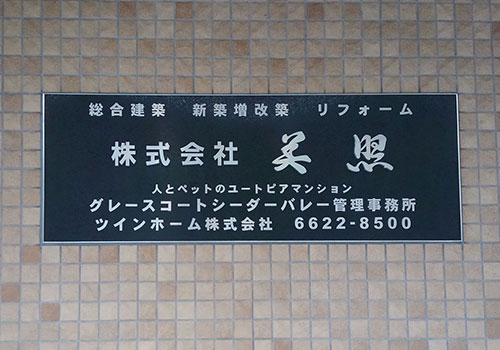 総合建築　新築増改築　リフォーム
株式会社 美照
人とペットのユートピアマンション
グレースコートシーダーバレー管理事務所
ツインホーム株式会社　6622-8500